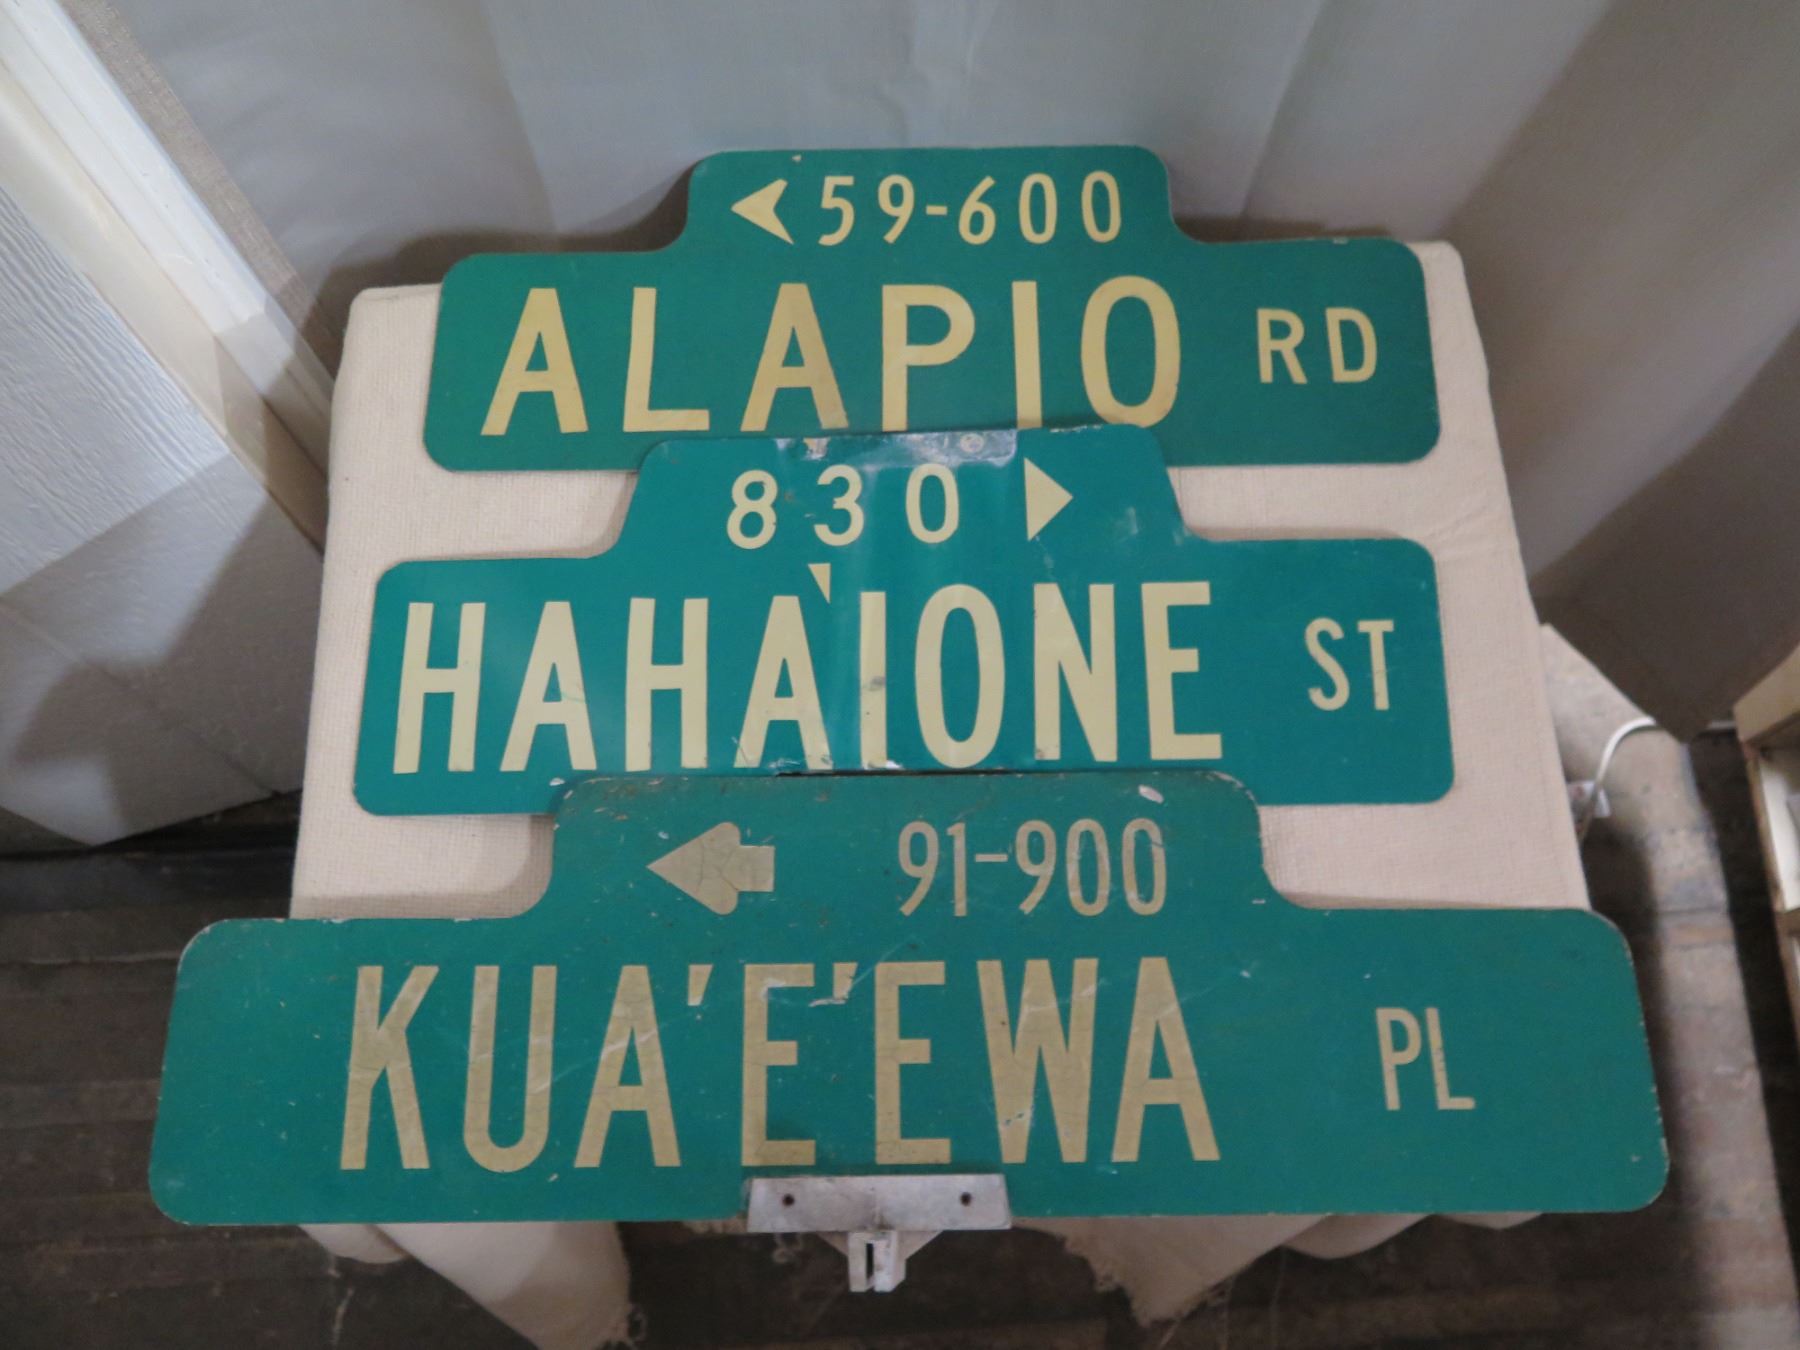 59-600
ALAPIO RD
830
HAHA'IONE ST
91-900
KUA'E'EWA PL